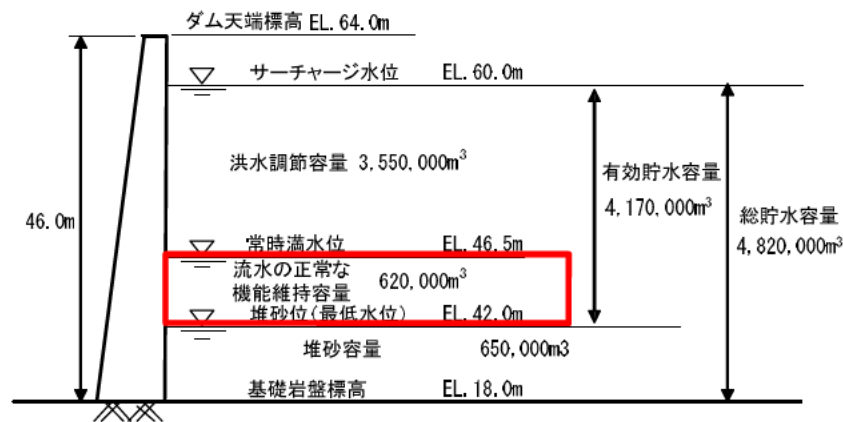 ダム天端標高 EL.64.0m
サーチャージ水位 EL.60.0m
洪水調節容量 3,550,000m³
有効貯水容量
4,170,000m³
総貯水容量
4,820,000m³
46.0m
常時満水位 EL.46.5m
流水の正常な
機能維持容量 620,000m³
堆砂位(最低水位) EL.42.0m
堆砂容量 650,000m3
基礎岩盤標高 EL.18.0m